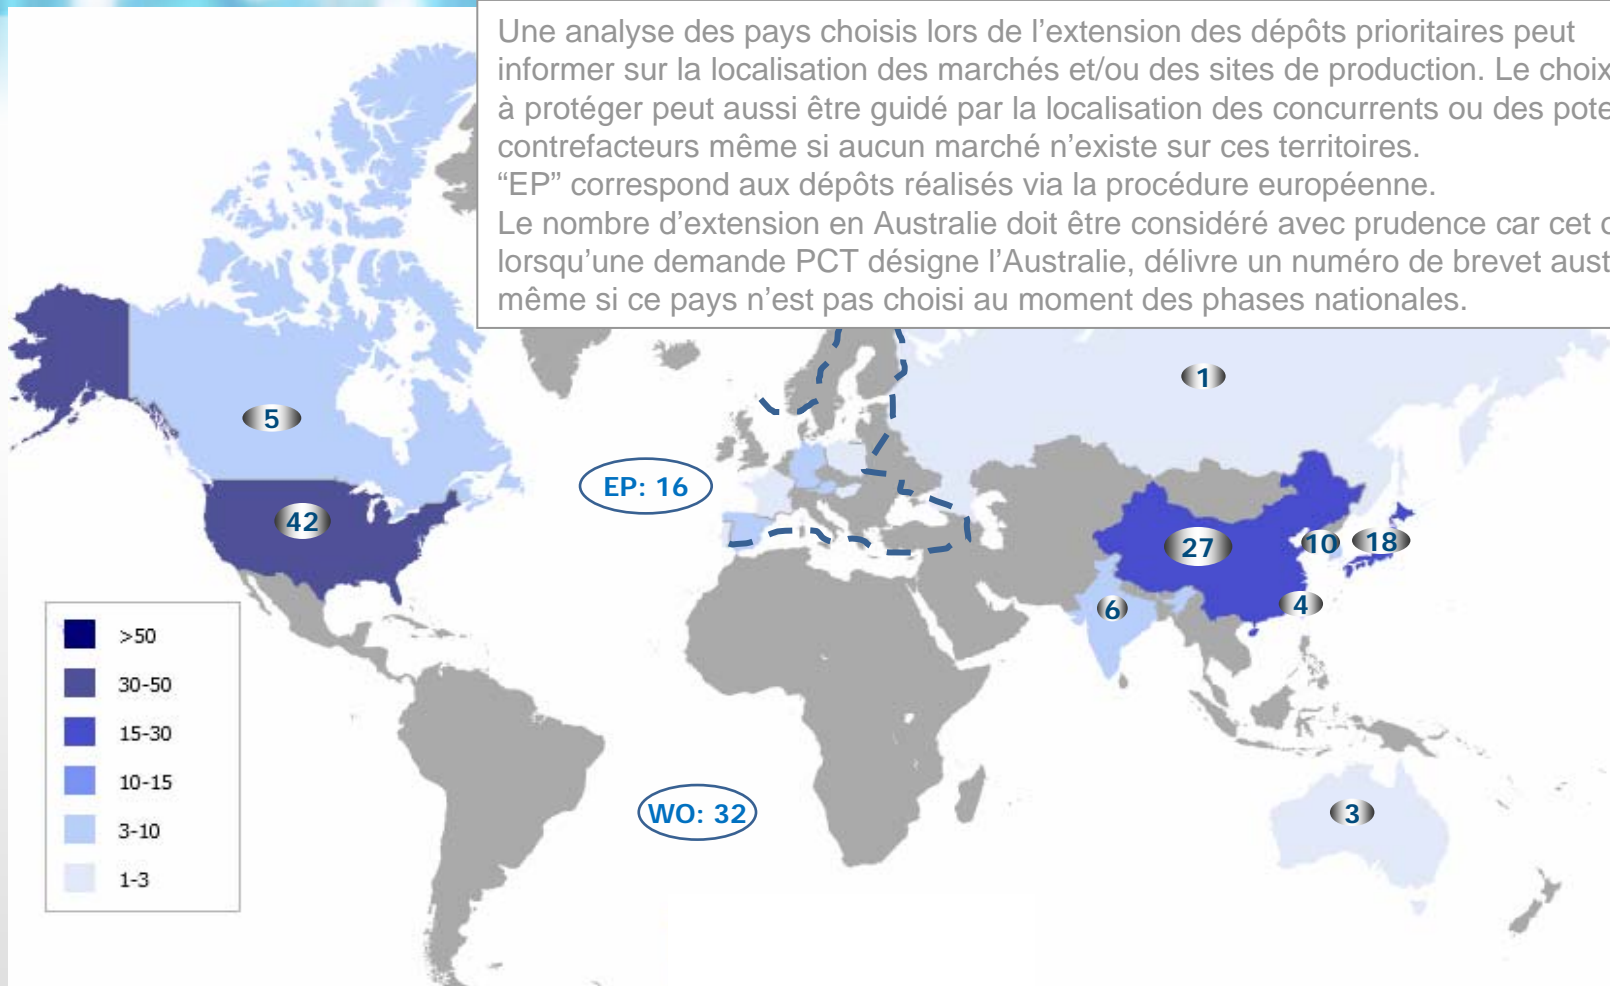 Une analyse des pays choisis lors de l’extension des dépôts prioritaires peut
informer sur la localisation des marchés et/ou des sites de production. Le choix
à protéger peut aussi être guidé par la localisation des concurrents ou des pote
contrefacteurs même si aucun marché n’existe sur ces territoires.
“EP” correspond aux dépôts réalisés via la procédure européenne.
Le nombre d’extension en Australie doit être considéré avec prudence car cet
lorsqu’une demande PCT désigne l’Australie, délivre un numéro de brevet aust
même si ce pays n’est pas choisi au moment des phases nationales.
1
5
EP: 16
42
27
10
18
6
4
WO: 32
3
>50
30-50
15-30
10-15
3-10
1-3